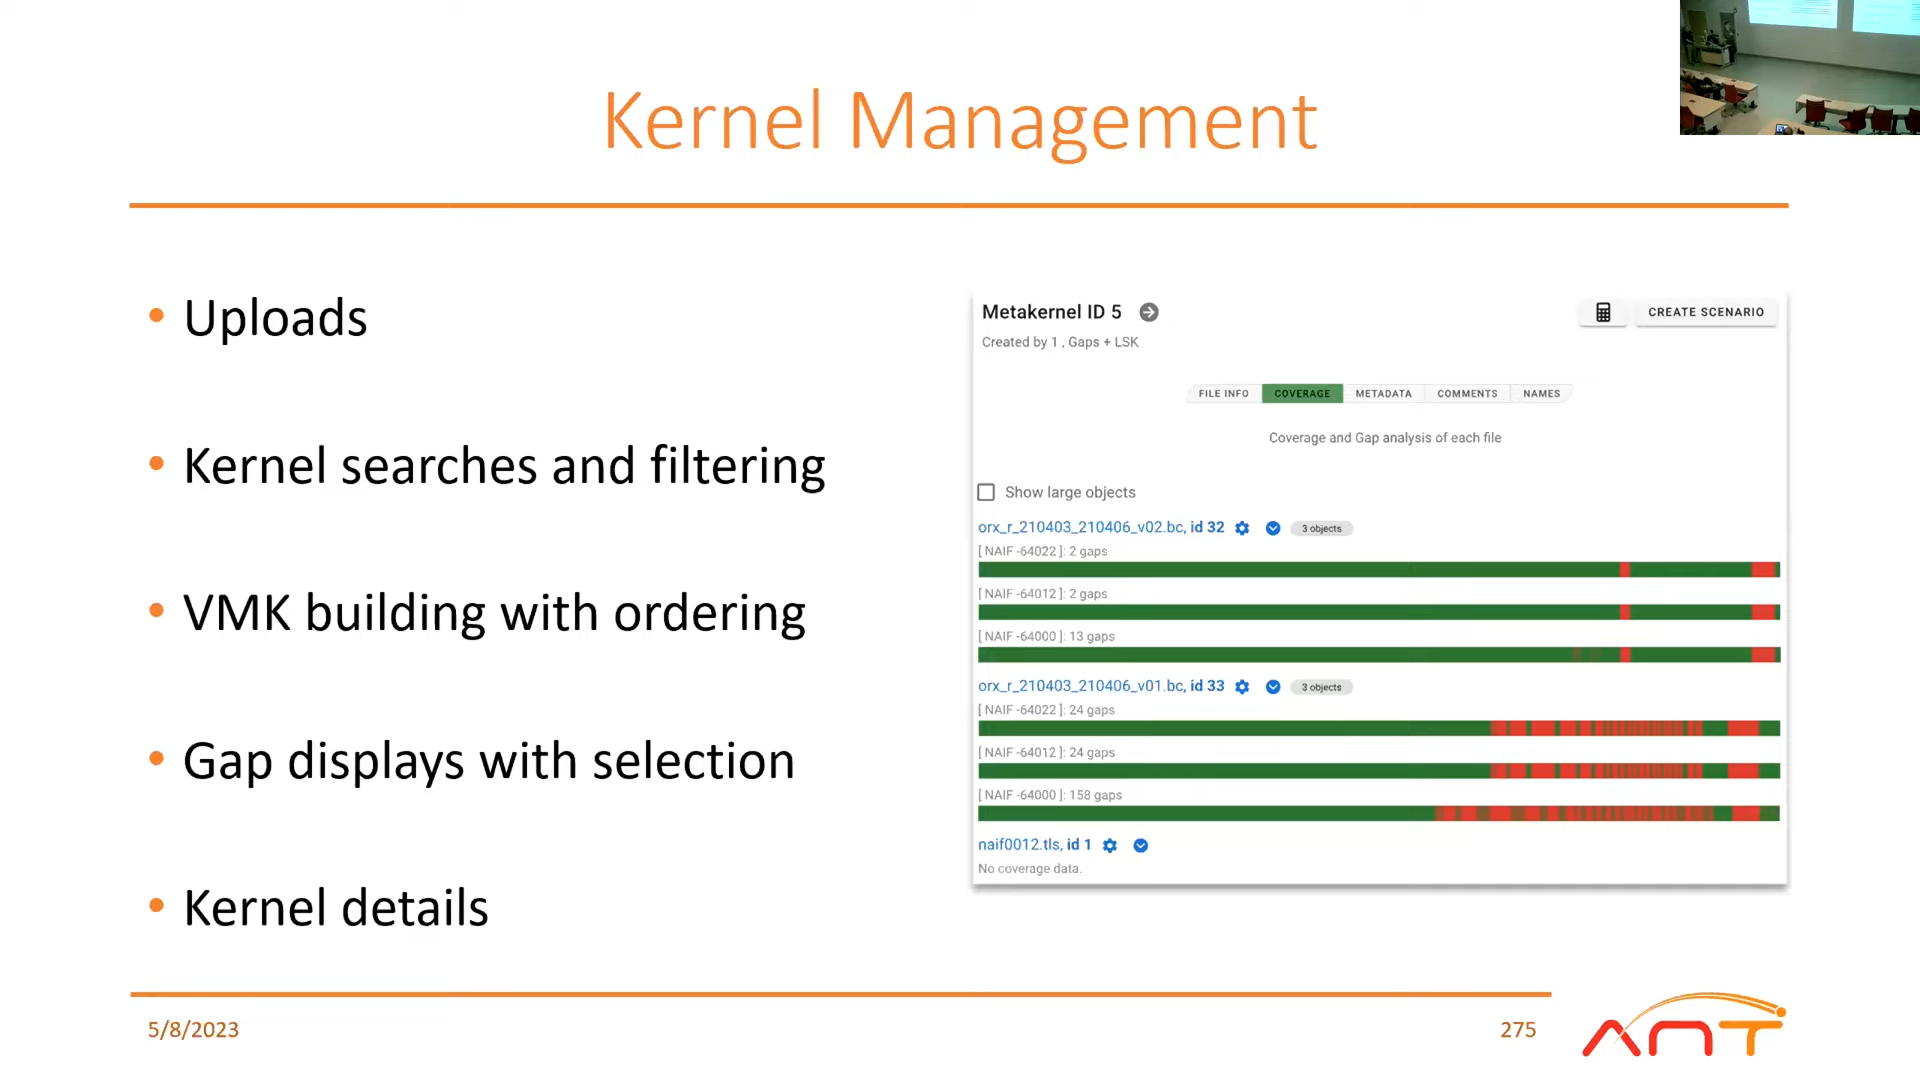 Kernel Management
• Uploads
• Kernel searches and filtering
• VMK building with ordering
• Gap displays with selection
• Kernel details
Metakernel ID 5
CREATE SCENARIO
Created by 1 , Gaps + LSK
FILE INFO COVERAGE METADATA COMMENTS NAMES
Coverage and Gap analysis of each file
Show large objects
orx_r_210403_210406_v02.bc, id 32 3 objects
[ NAIF -64022 ]: 2 gaps
[ NAIF -64012 ]: 2 gaps
[ NAIF -64000 ]: 13 gaps
orx_r_210403_210406_v01.bc, id 33 3 objects
[ NAIF -64022 ]: 24 gaps
[ NAIF -64012 ]: 24 gaps
[ NAIF -64000 ]: 158 gaps
naif0012.tls, id 1
No coverage data.
5/8/2023
275
ANT